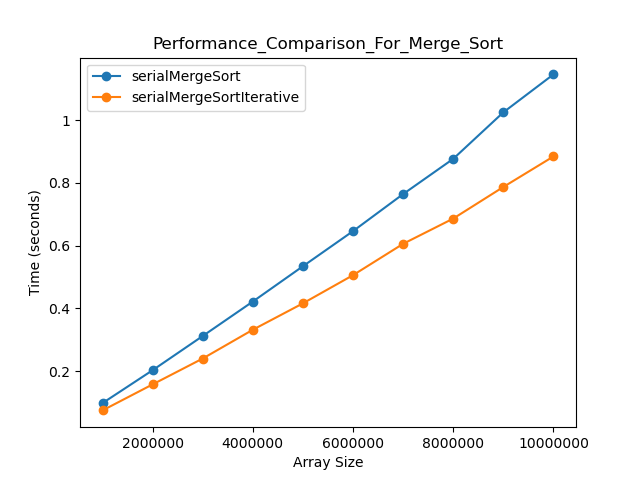 Performance_Comparison_For_Merge_Sort
serialMergeSort
serialMergeSortIterative
1
0.8
0.6
0.4
0.2
Time (seconds)
2000000 4000000 6000000 8000000 10000000
Array Size